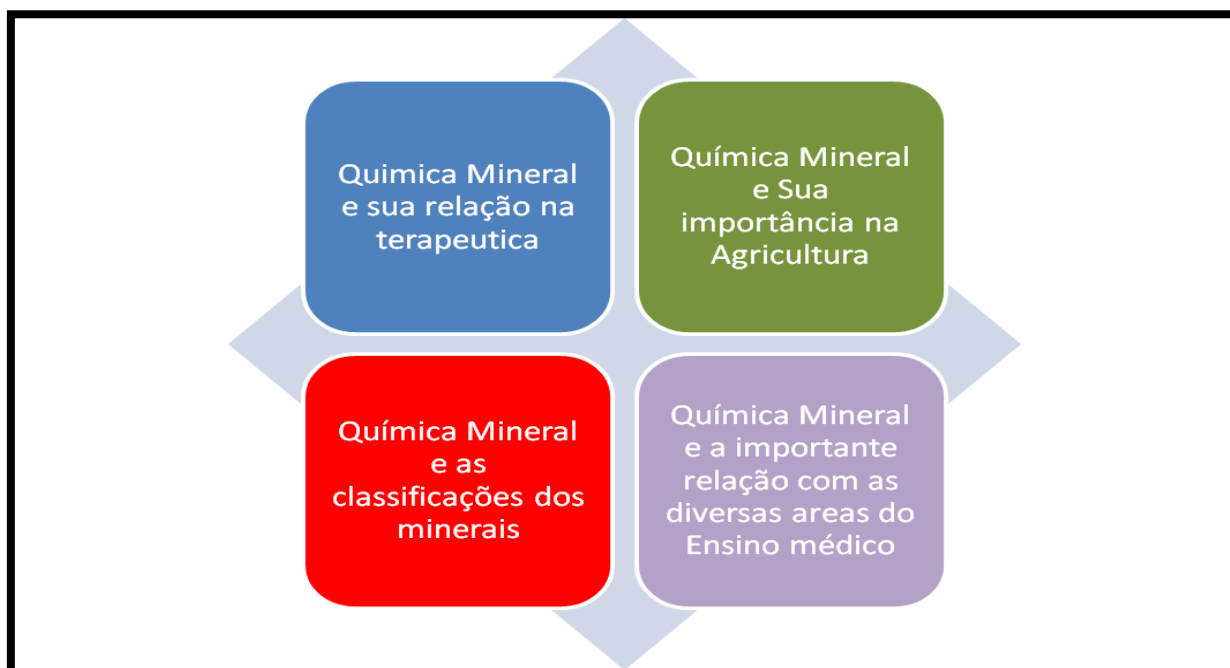 Quimica Mineral
e sua relação na
terapeutica
Química Mineral
e Sua
importância na
Agricultura
Química Mineral
e as
classificações dos
minerais
Química Mineral
e a importante
relação com as
diversas areas do
Ensino médico